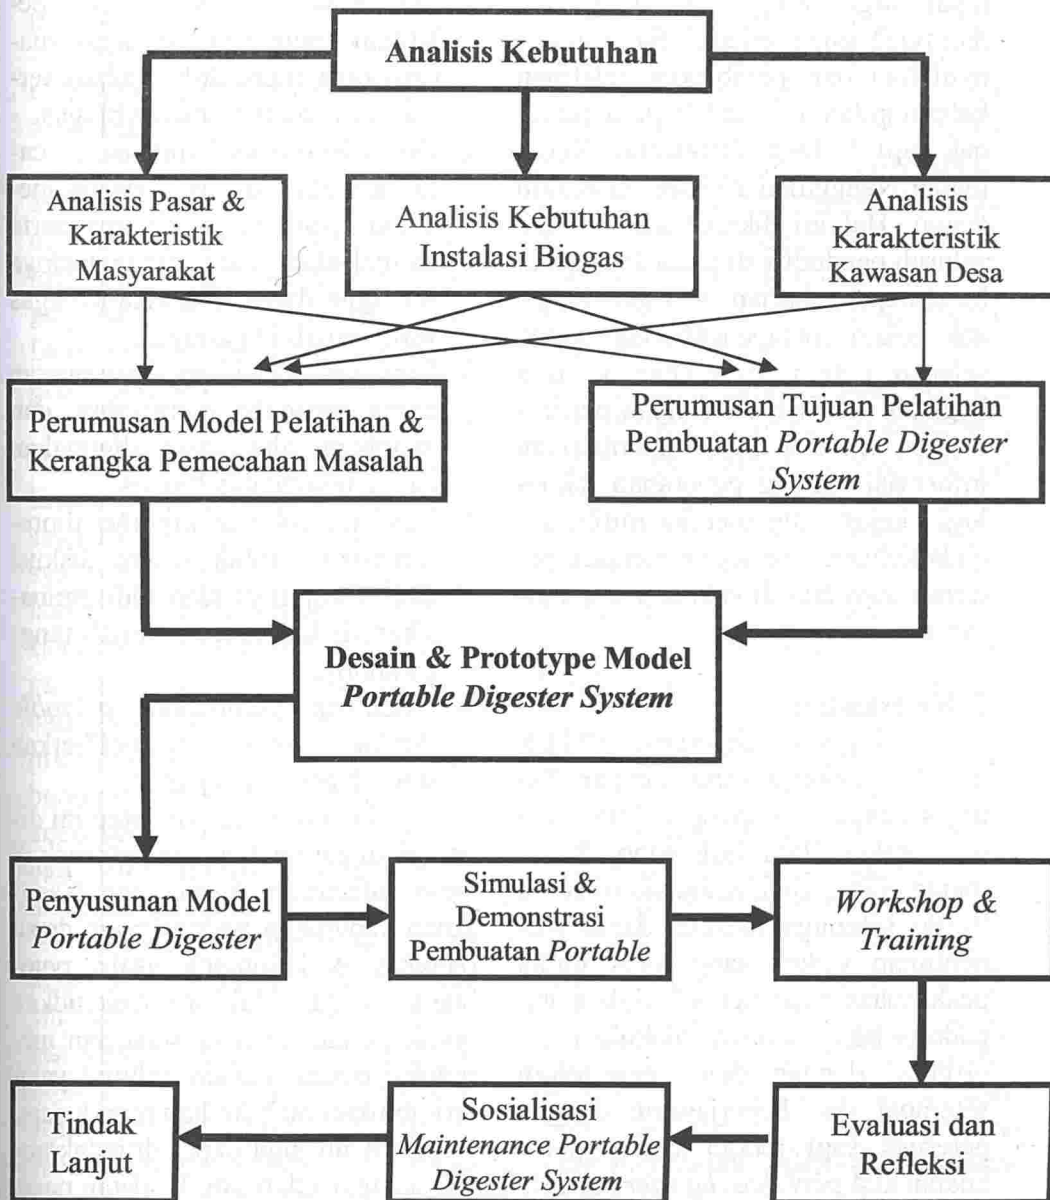 Analisis Kebutuhan
Analisis Pasar &
Karakteristik
Masyarakat
Analisis Kebutuhan
Instalasi Biogas
Analisis
Karakteristik
Kawasan Desa
Perumusan Model Pelatihan &
Kerangka Pemecahan Masalah
Perumusan Tujuan Pelatihan
Pembuatan Portable Digester
System
Desain & Prototype Model
Portable Digester System
Penyusunan Model
Portable Digester
Simulasi &
Demonstrasi
Pembuatan Portable
Workshop &
Training
Evaluasi dan
Refleksi
Sosialisasi
Maintenance Portable
Digester System
Tindak
Lanjut